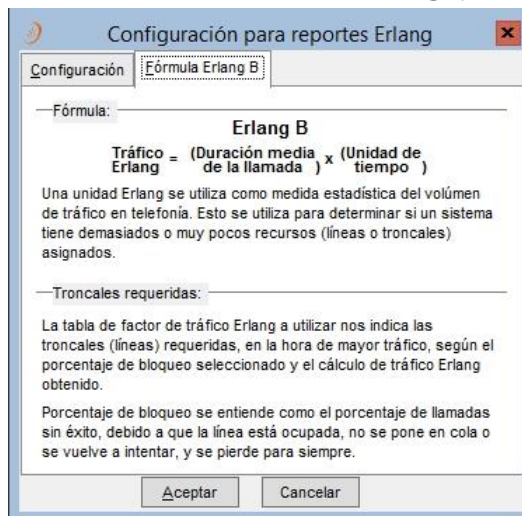 Configuración para reportes Erlang
Configuración Fórmula Erlang B
Fórmula:
Erlang B
Tráfico Erlang = (Duración media de la llamada) x (Unidad de tiempo)
Una unidad Erlang se utiliza como medida estadística del volúmen
de tráfico en telefonía. Esto se utiliza para determinar si un sistema
tiene demasiados o muy pocos recursos (líneas o troncales)
asignados.
Troncales requeridas:
La tabla de factor de tráfico Erlang a utilizar nos indica las
troncales (líneas) requeridas, en la hora de mayor tráfico, según el
porcentaje de bloqueo seleccionado y el cálculo de tráfico Erlang
obtenido.
Porcentaje de bloqueo se entiende como el porcentaje de llamadas
sin éxito, debido a que la línea está ocupada, no se pone en cola o
se vuelve a intentar, y se pierde para siempre.
Aceptar Cancelar